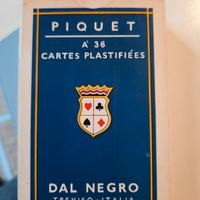 PIQUET
A 36
CARTES PLASTIFIÉES
DAL NEGRO
TREVISO-ITALIA